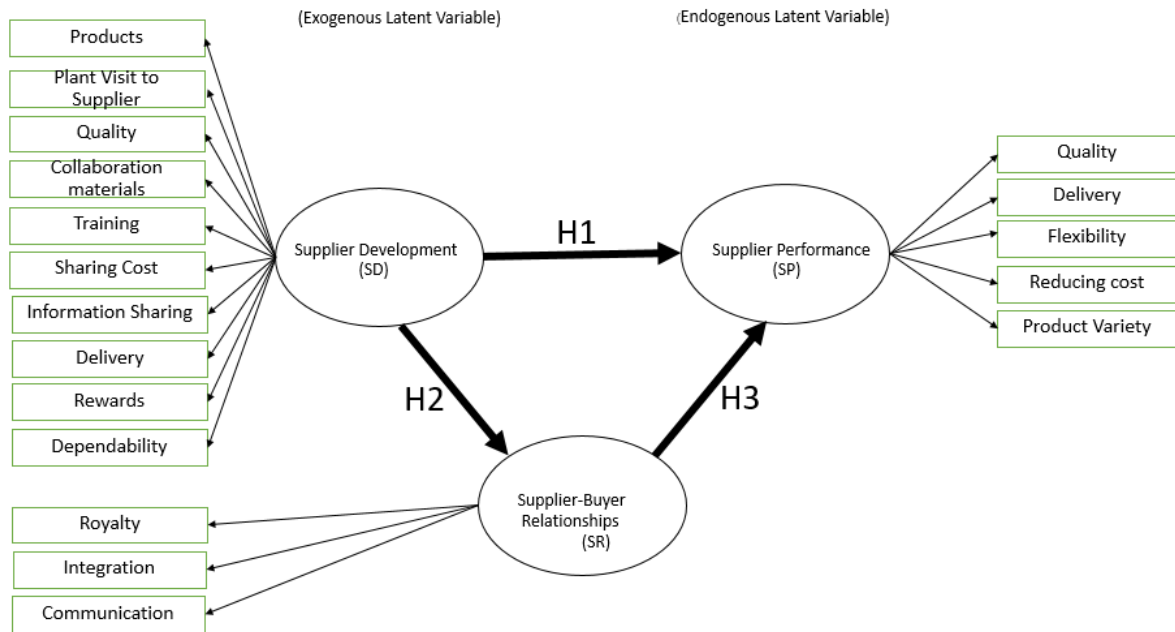 (Exogenous Latent Variable)
(Endogenous Latent Variable)
Products
Plant Visit to
Supplier
Quality
Collaboration
materials
Training
Sharing Cost
Information Sharing
Delivery
Rewards
Dependability
Royalty
Integration
Communication
Supplier Development
(SD)
H1
H2
H3
Supplier Performance
(SP)
Supplier-Buyer
Relationships
(SR)
Quality
Delivery
Flexibility
Reducing cost
Product Variety